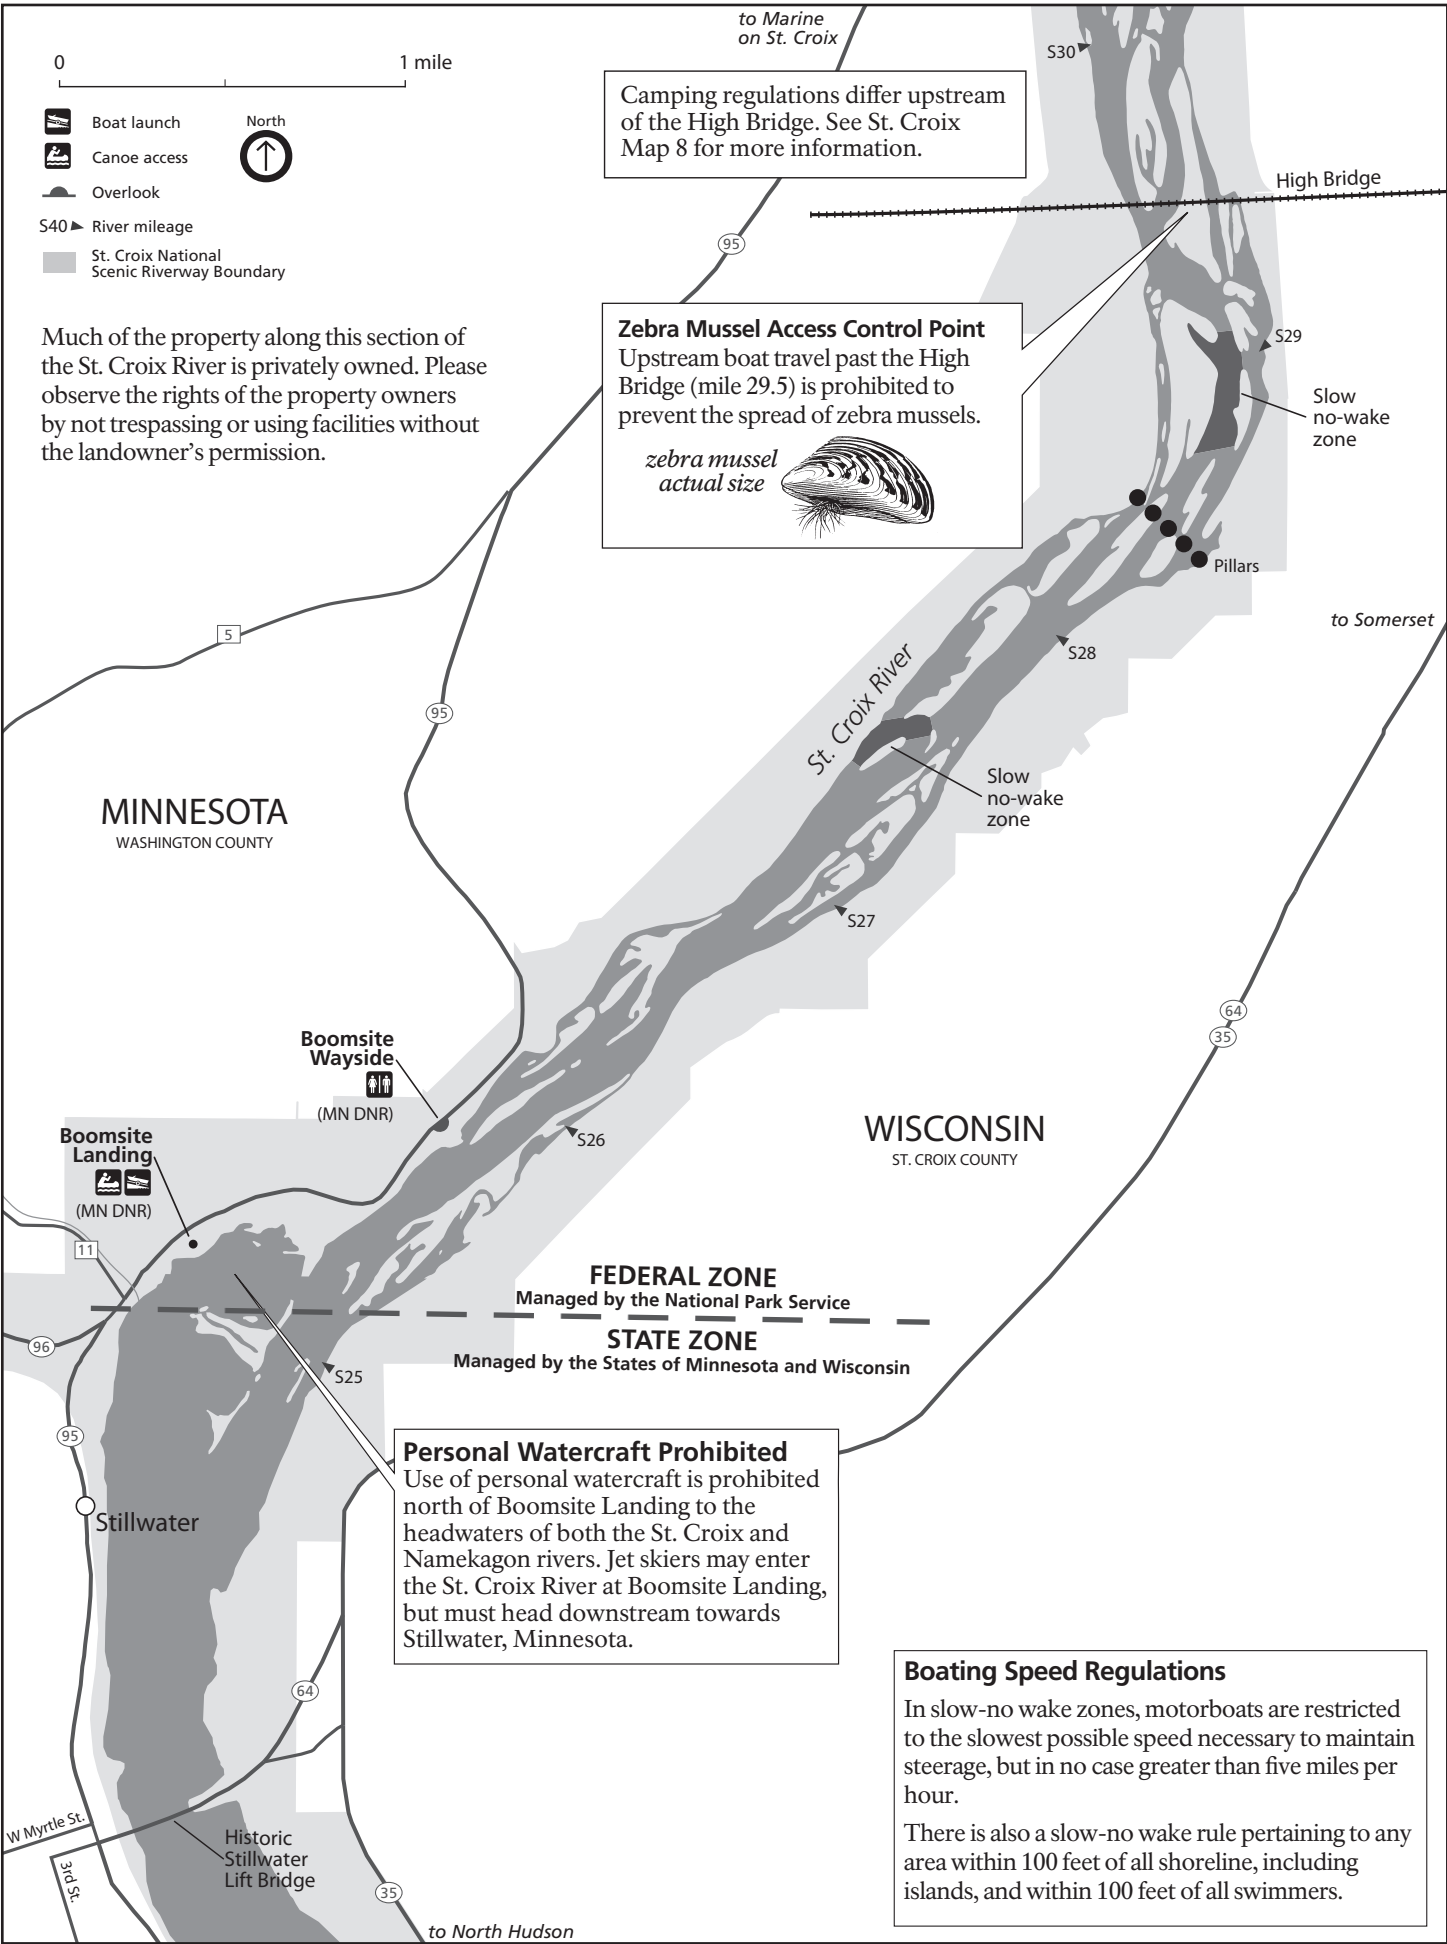 to Marine
on St. Croix
S30
0
1 mile
Boat launch
Canoe access
Overlook
S40
River mileage
St. Croix National
Scenic Riverway Boundary
North
Camping regulations differ upstream
of the High Bridge. See St. Croix
Map 8 for more information.
High Bridge
95
Much of the property along this section of
the St. Croix River is privately owned. Please
observe the rights of the property owners
by not trespassing or using facilities without
the landowner's permission.
Zebra Mussel Access Control Point
Upstream boat travel past the High
Bridge (mile 29.5) is prohibited to
prevent the spread of zebra mussels.
zebra mussel
actual size
S29
Slow
no-wake
zone
Pillars
to Somerset
5
S28
95
St. Croix River
Slow
no-wake
zone
MINNESOTA
WASHINGTON COUNTY
S27
64
35
Boomsite
Wayside
(MN DNR)
S26
WISCONSIN
ST. CROIX COUNTY
Boomsite
Landing
(MN DNR)
11
FEDERAL ZONE
Managed by the National Park Service
STATE ZONE
Managed by the States of Minnesota and Wisconsin
96
S25
95
Stillwater
Personal Watercraft Prohibited
Use of personal watercraft is prohibited
north of Boomsite Landing to the
headwaters of both the St. Croix and
Namekagon rivers. Jet skiers may enter
the St. Croix River at Boomsite Landing,
but must head downstream towards
Stillwater, Minnesota.
64
Boating Speed Regulations
In slow-no wake zones, motorboats are restricted
to the slowest possible speed necessary to maintain
steerage, but in no case greater than five miles per
hour.
There is also a slow-no wake rule pertaining to any
area within 100 feet of all shoreline, including
islands, and within 100 feet of all swimmers.
W Myrtle St.
3rd St.
Historic
Stillwater
Lift Bridge
35
to North Hudson